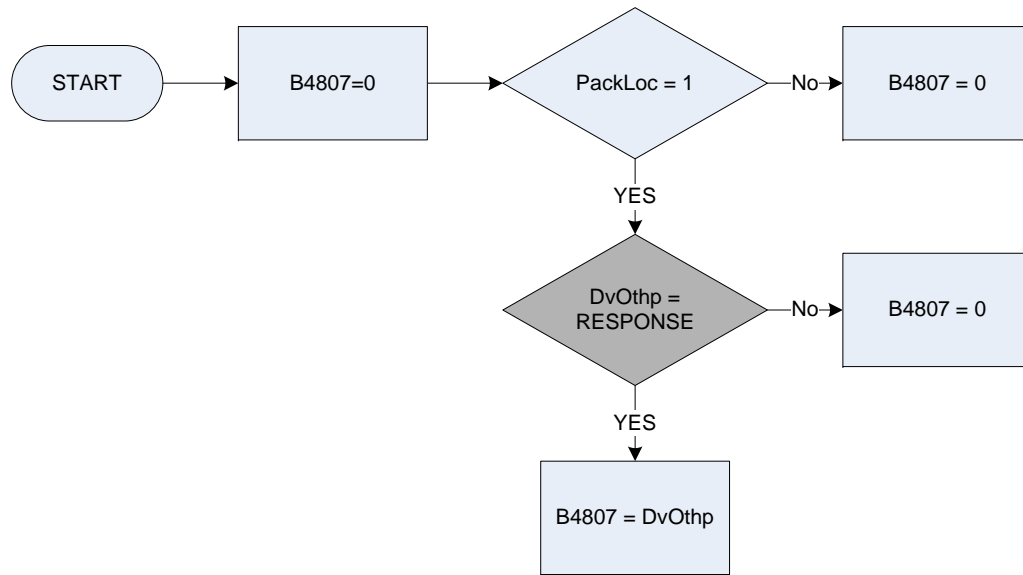 START
B4807=0
PackLoc = 1
No
B4807 = 0
YES
DvOthp =
RESPONSE
No
B4807 = 0
YES
B4807 = DvOthp